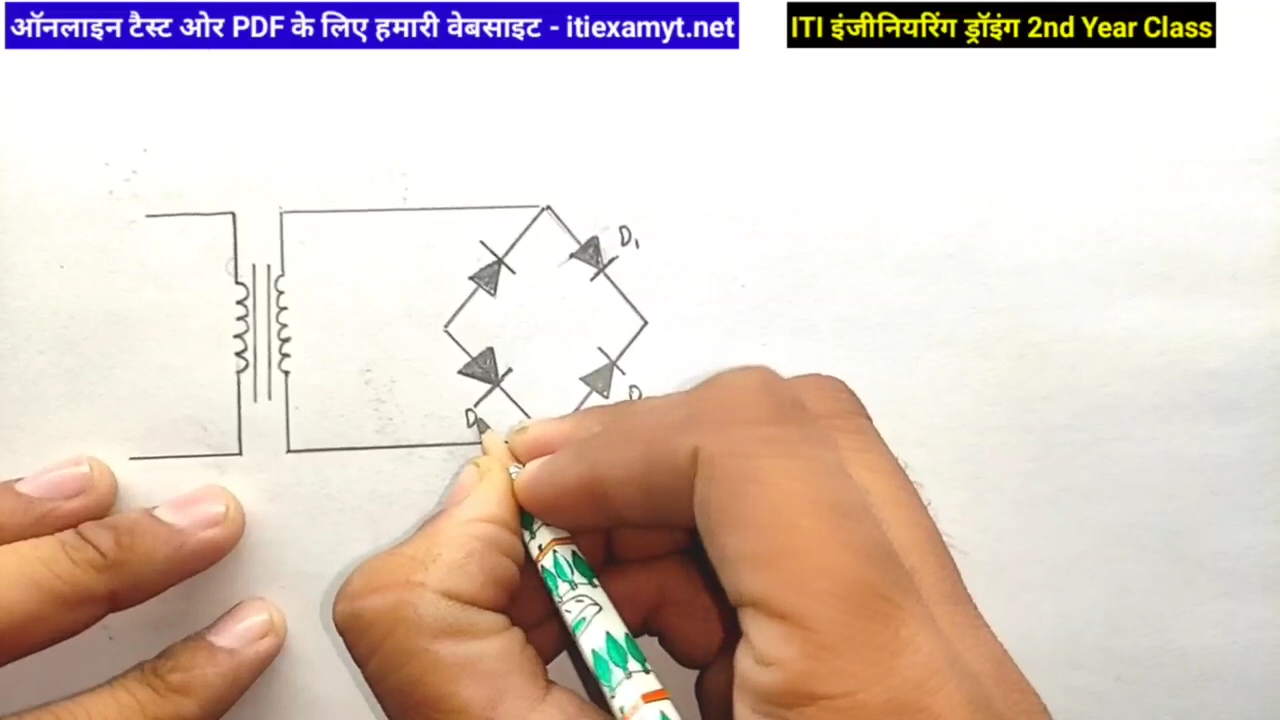 ऑनलाइन टैस्ट ओर PDF के लिए हमारी वेबसाइट - itiexamyt.net
ITI इंजीनियरिंग ड्रॉइंग 2nd Year Class
D₁
D